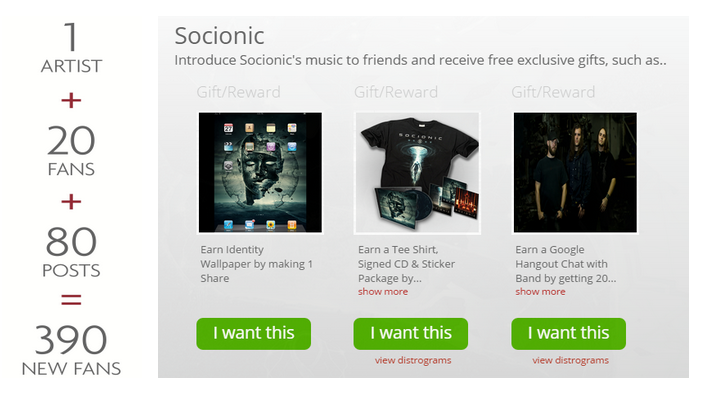 1
ARTIST
+
20
FANS
+
80
POSTS
=
390
NEW FANS
Socionic
Introduce Socionic's music to friends and receive free exclusive gifts, such as..
Gift/Reward
Gift/Reward
Gift/Reward
SOCIONIC
Earn Identity
Wallpaper by making 1
Share
Earn a Tee Shirt,
Signed CD & Sticker
Package by...
show more
Earn a Google
Hangout Chat with
Band by getting 20...
show more
I want this
I want this
I want this
view distrograms
view distrograms